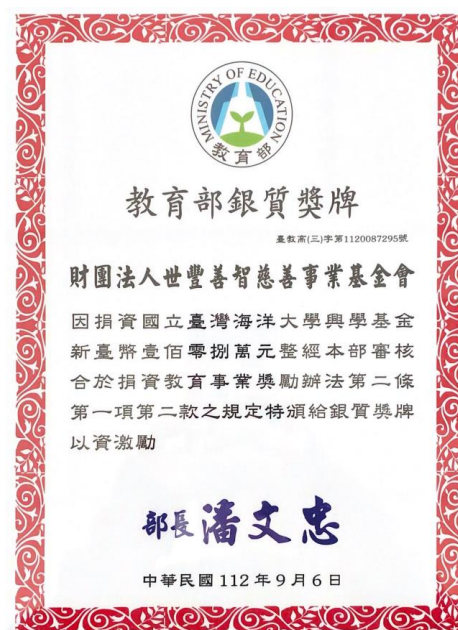 MINISTRY OF EDUCATION
教育部
教育部銀質獎牌
臺教高(三)字第1120087295號
財團法人世豐善智慈善事業基金會
因捐資國立臺灣海洋大學興學基金
新臺幣壹佰零捌萬元整經本部審核
合於捐資教育事業獎勵辦法第二條
第一項第二款之規定特頒給銀質獎牌
以資激勵
部長潘文忠
中華民國112年9月6日